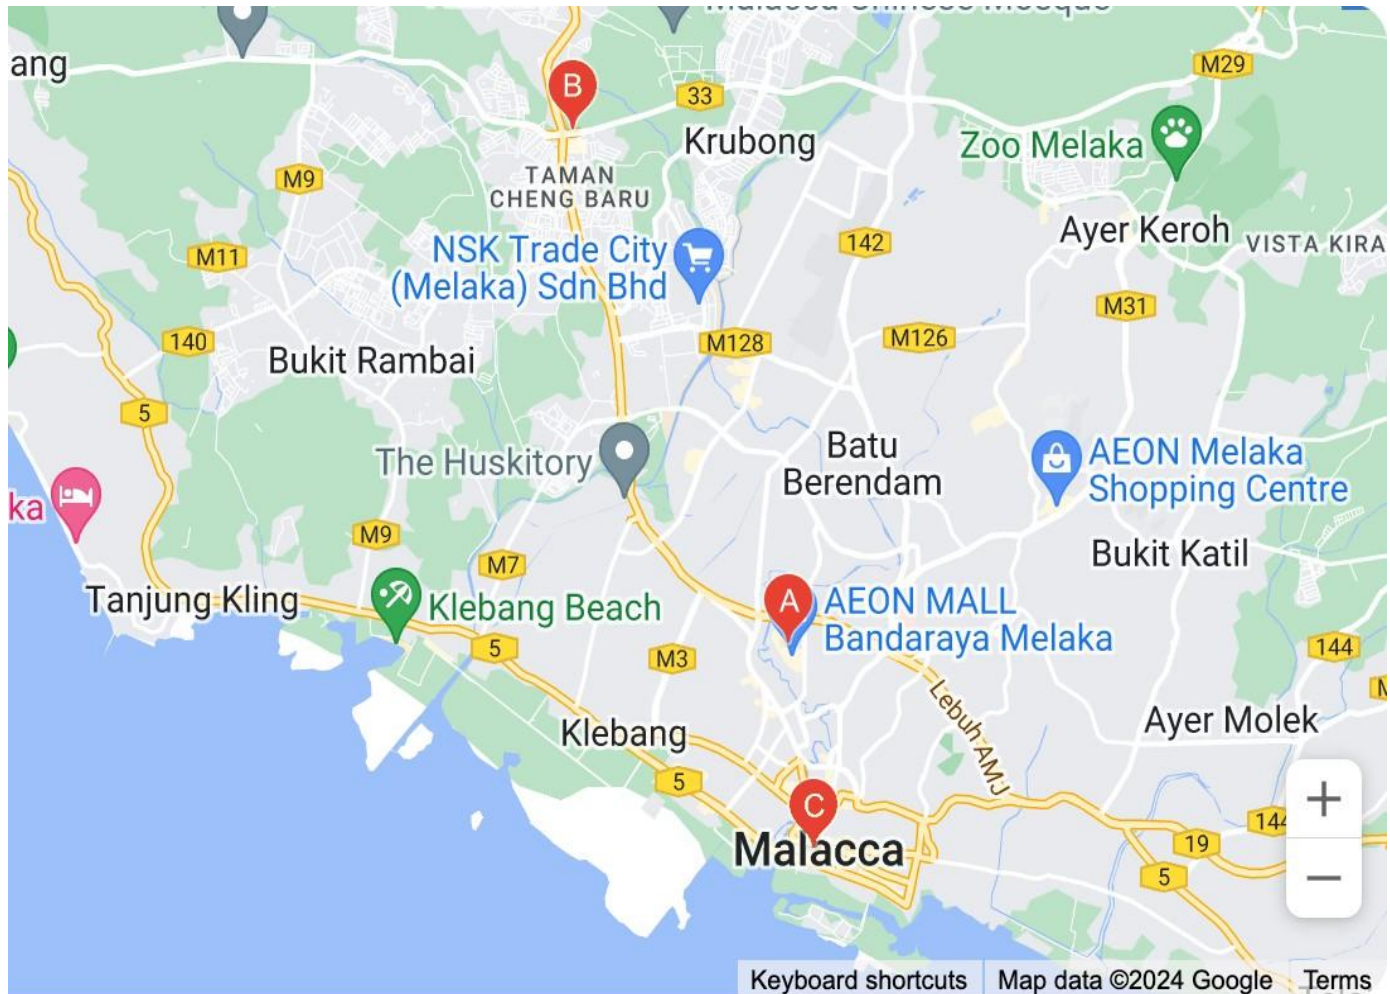 Malacca Chinese Mosque
ang
M29
B
33
Krubong
Zoo Melaka
TAMAN
CHENG BARU
M9
Ayer Keroh
VISTA KIRA
142
NSK Trade City
(Melaka) Sdn Bhd
M11
M31
140
M128
M126
Bukit Rambai
5
Batu
Berendam
The Huskitory
AEON Melaka
Shopping Centre
ka
M9
M7
Bukit Katil
Tanjung Kling
Klebang Beach
A
AEON MALL
Bandaraya Melaka
5
M3
144
M
Lebuh AMJ
Klebang
Ayer Molek
5
C
Malacca
144
19
5
+
−
Keyboard shortcuts
Map data ©2024 Google
Terms